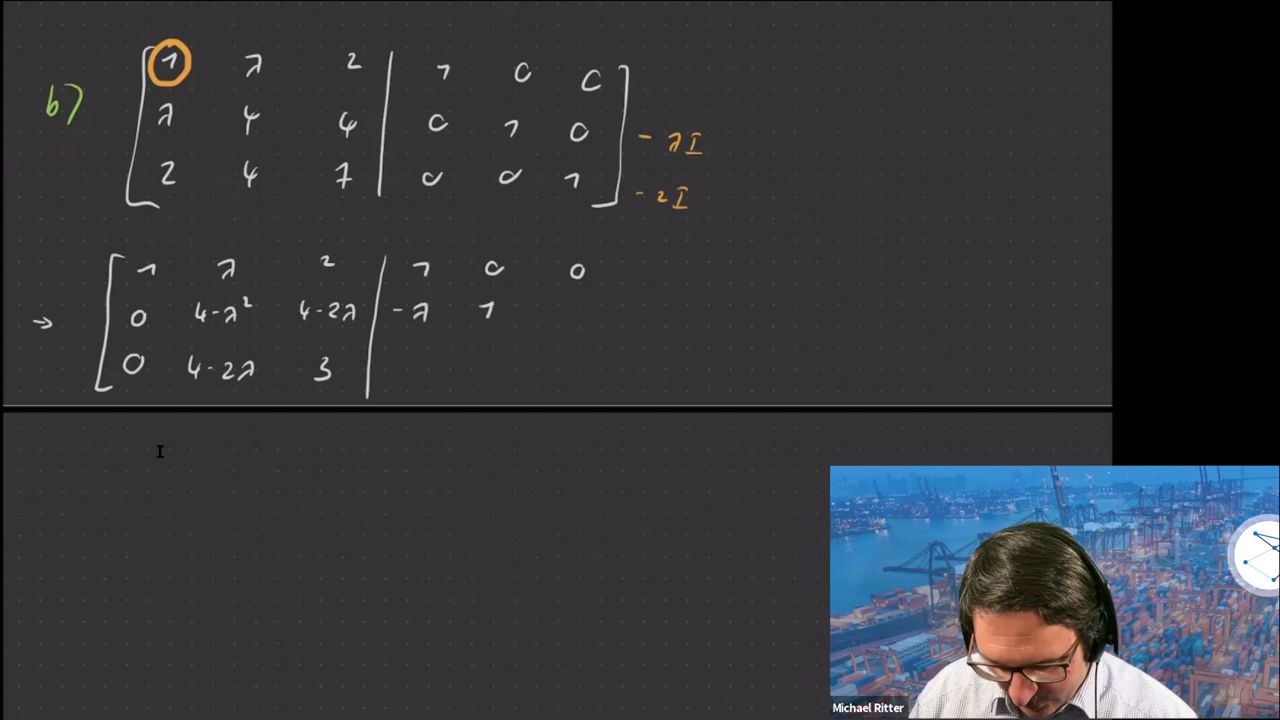 b)
1 λ 2 | 1 0 0
λ 4 4 | 0 1 0 - λI
2 4 7 | 0 0 1 - 2I
1 λ 2 | 1 0 0
→ 0 4-λ² 4-2λ | -λ 1
0 4-2λ 3 |
Michael Ritter